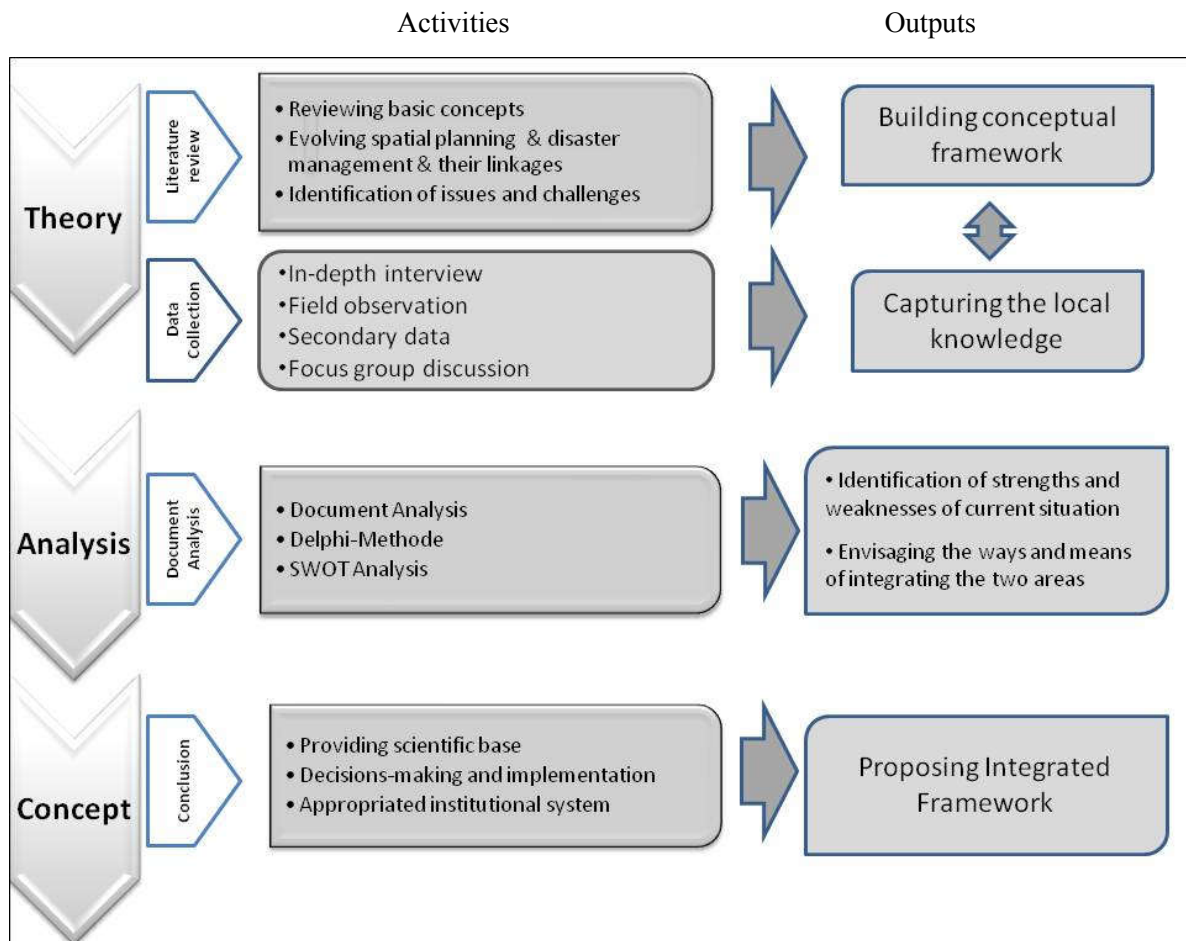 Activities
Outputs
Theory
Literature
review
• Reviewing basic concepts
• Evolving spatial planning & disaster
management & their linkages
• Identification of issues and challenges
Building conceptual
framework
Data
Collection
•In-depth interview
•Field observation
•Secondary data
•Focus group discussion
Capturing the local
knowledge
Analysis
Document
Analysis
• Document Analysis
• Delphi-Methode
• SWOT Analysis
• Identification of strengths and
weaknesses of current situation
• Envisaging the ways and means
of integrating the two areas
Concept
Conclusion
• Providing scientific base
• Decisions-making and implementation
• Appropriated institutional system
Proposing Integrated
Framework